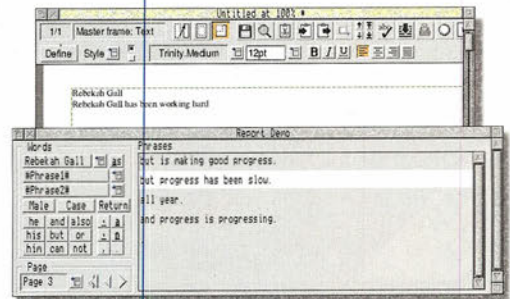 Untitled at 100% *
1/1 Master frame: Text
Define Style Trinity.Medium 12pt B I U
Rebekah Gall
Rebekah Gall has been working hard
Report Demo
Words Phrases
Rebekah Gall as
#Phrase1#
#Phrase2#
Male Case Return
he and also . a
his but or : n
him can not ,
Page
Page 3
but is making good progress.
but progress has been slow.
all year.
and progress is progressing.